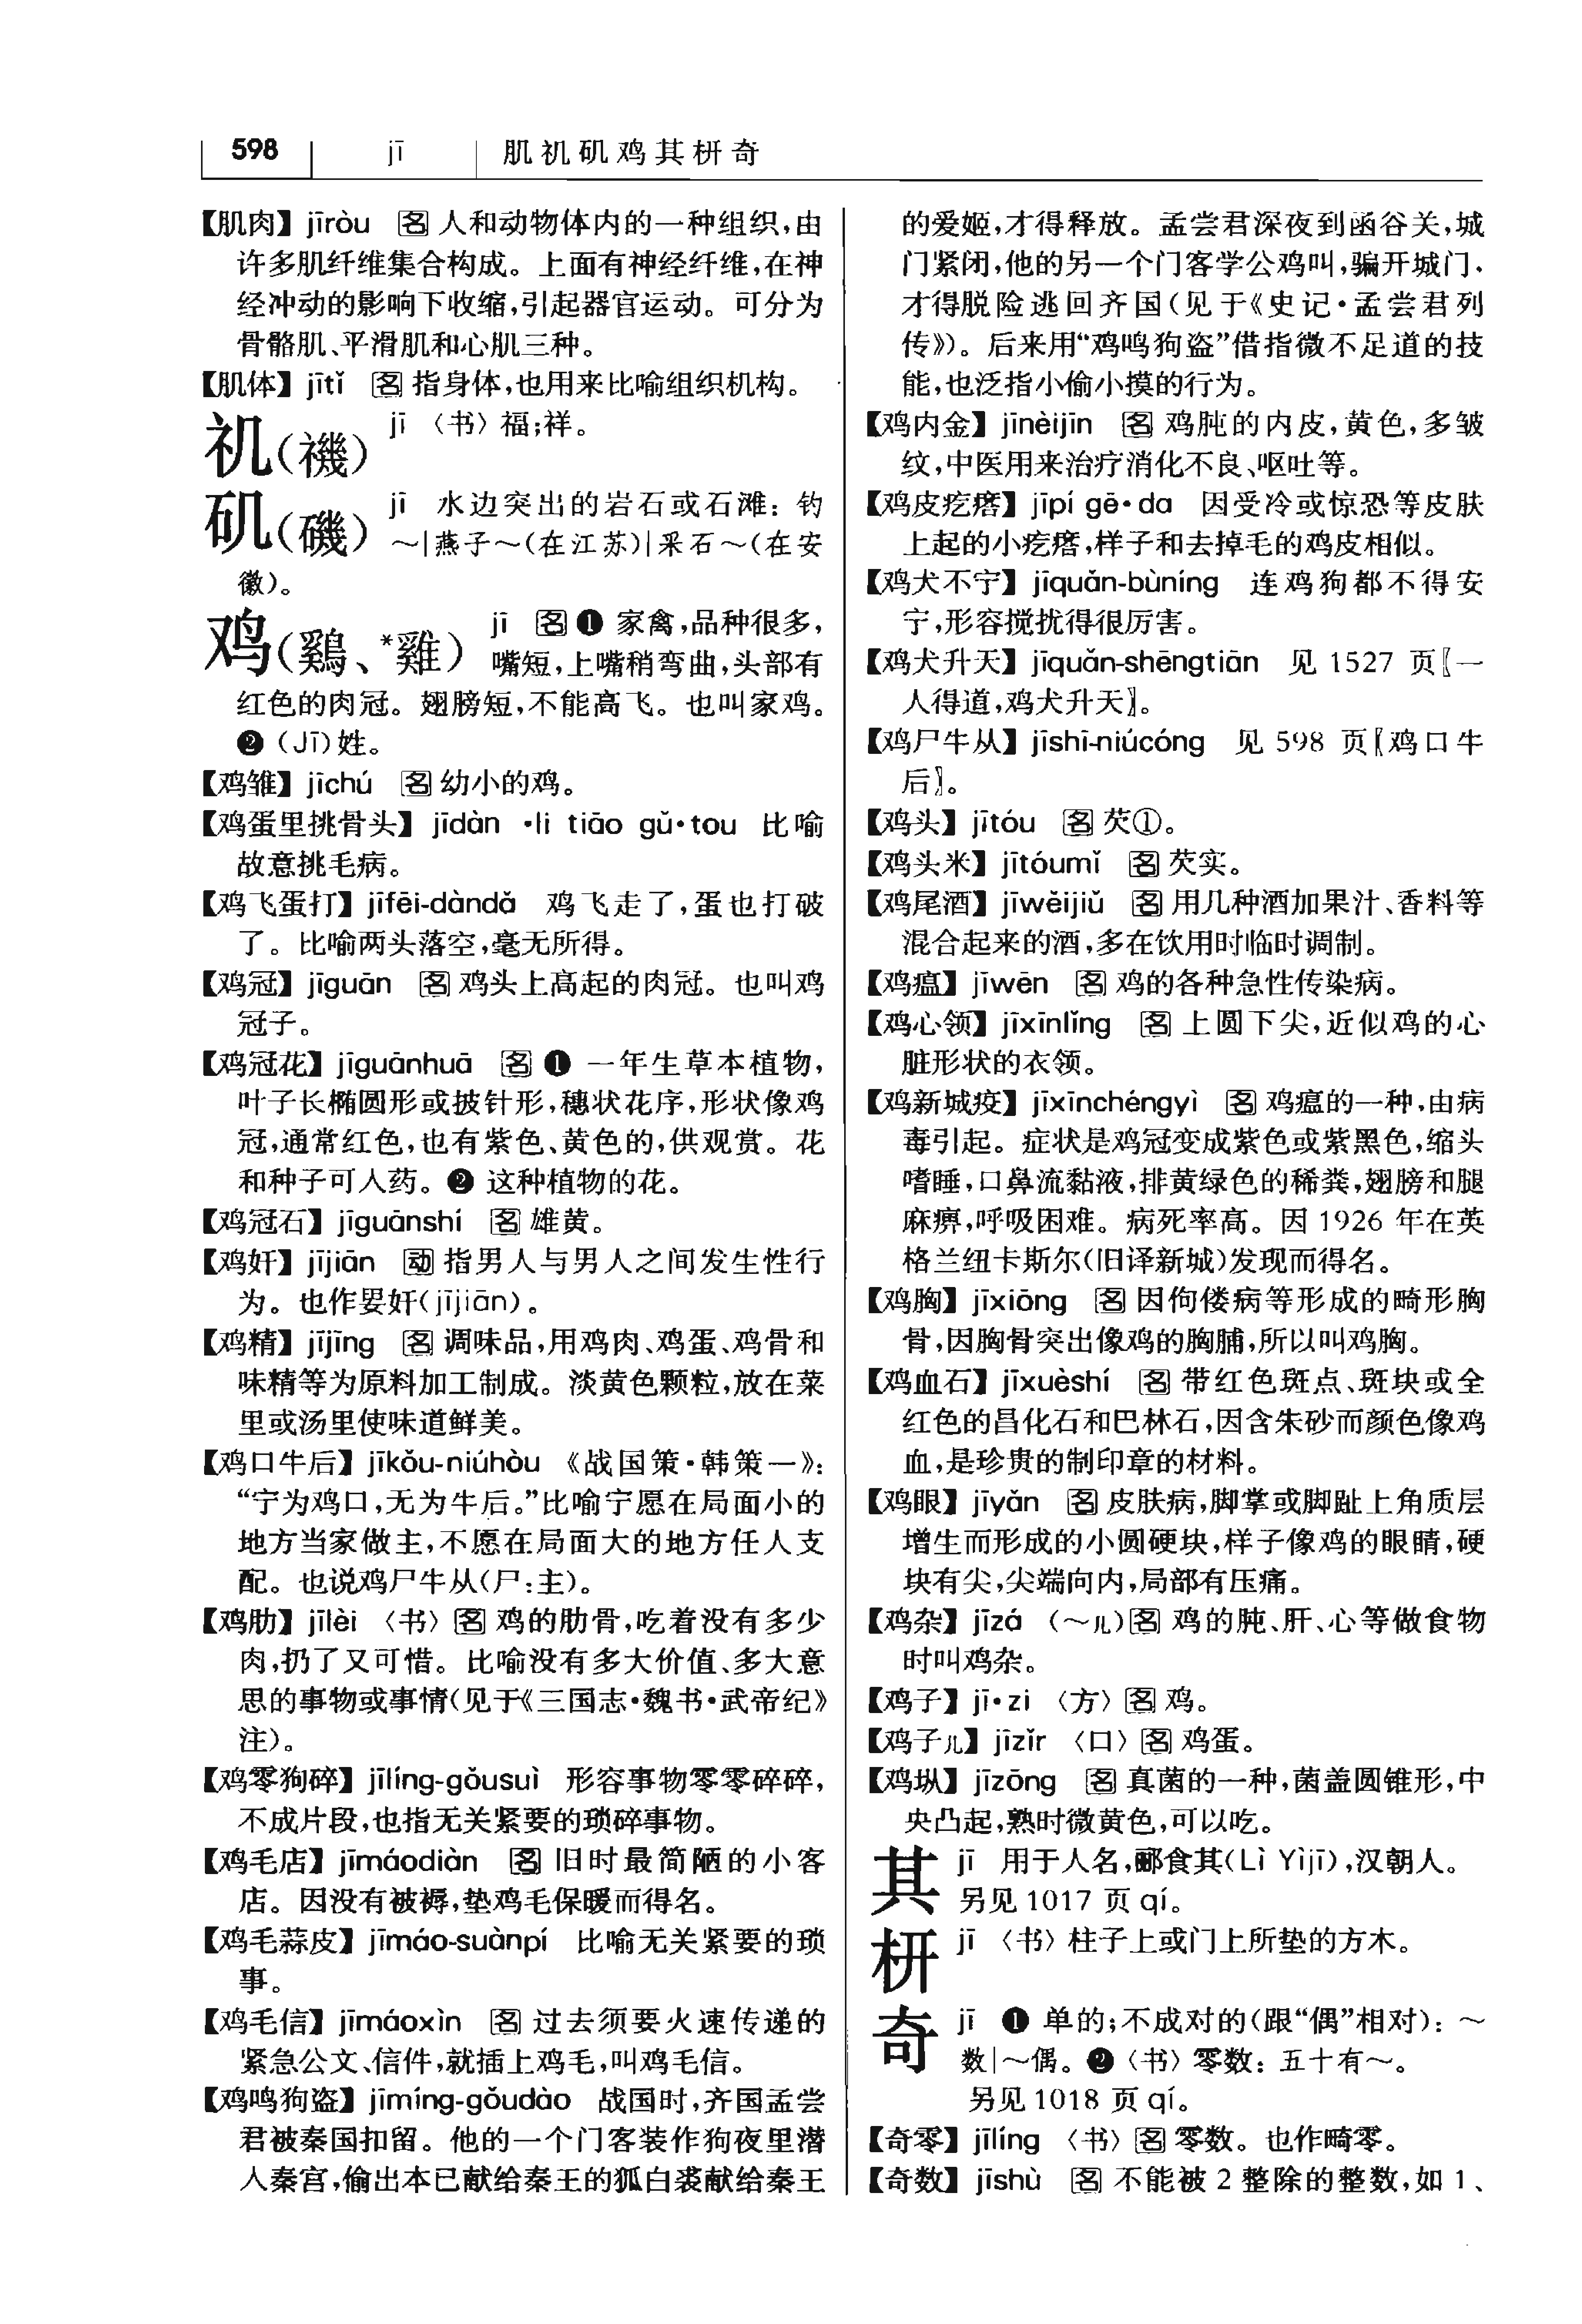 598 jī 肌礼矶鸡其枅奇
【肌肉】 jīròu 名 人和动物体内的一种组织,由
许多肌纤维集合构成。上面有神经纤维,在神
经冲动的影响下收缩,引起器官运动。可分为
骨骼肌、平滑肌和心肌三种。
【肌体】 jītǐ 名 指身体,也用来比喻组织机构。
禨(禨) jī 〈书〉福;祥。
矶(磯) jī 水边突出的岩石或石滩:钓
~|燕子~(在江苏)|采石~(在安
徽)。
鸡(鷄、*雞) jī 名 ❶ 家禽,品种很多,
嘴短,上嘴稍弯曲,头部有
红色的肉冠。翅膀短,不能高飞。也叫家鸡。
❷ (Jī)姓。
【鸡雏】 jīchú 名 幼小的鸡。
【鸡蛋里挑骨头】 jīdàn ·li tiāo gǔ·tou 比喻
故意挑毛病。
【鸡飞蛋打】 jīfēi-dàndǎ 鸡飞走了,蛋也打破
了。比喻两头落空,毫无所得。
【鸡冠】 jīguān 名 鸡头上高起的肉冠。也叫鸡
冠子。
【鸡冠花】 jīguānhuā 名 ❶ 一年生草本植物,
叶子长椭圆形或披针形,穗状花序,形状像鸡
冠,通常红色,也有紫色、黄色的,供观赏。花
和种子可入药。❷ 这种植物的花。
【鸡冠石】 jīguānshí 名 雄黄。
【鸡奸】 jījiān 动 指男人与男人之间发生性行
为。也作㚻奸(jījiān)。
【鸡精】 jījīng 名 调味品,用鸡肉、鸡蛋、鸡骨和
味精等为原料加工制成。淡黄色颗粒,放在菜
里或汤里使味道鲜美。
【鸡口牛后】 jīkǒu-niúhòu 《战国策·韩策一》:
“宁为鸡口,无为牛后。”比喻宁愿在局面小的
地方当家做主,不愿在局面大的地方任人支
配。也说鸡尸牛从(尸:主)。
【鸡肋】 jīlèi 〈书〉 名 鸡的肋骨,吃着没有多少
肉,扔了又可惜。比喻没有多大价值、多大意
思的事物或事情(见于《三国志·魏书·武帝纪》
注)。
【鸡零狗碎】 jīlíng-gǒusuì 形容事物零零碎碎,
不成片段,也指无关紧要的琐碎事物。
【鸡毛店】 jīmáodiàn 名 旧时最简陋的小客
店。因没有被褥,垫鸡毛保暖而得名。
【鸡毛蒜皮】 jīmáo-suànpí 比喻无关紧要的琐
事。
【鸡毛信】 jīmáoxìn 名 过去须要火速传递的
紧急公文、信件,就插上鸡毛,叫鸡毛信。
【鸡鸣狗盗】 jīmíng-gǒudào 战国时,齐国孟尝
君被秦国扣留。他的一个门客装作狗夜里潜
入秦宫,偷出本已献给秦王的狐白裘献给秦王
的爱姬,才得释放。孟尝君深夜到函谷关,城
门紧闭,他的另一个门客学公鸡叫,骗开城门,
才得脱险逃回齐国(见于《史记·孟尝君列
传》)。后来用“鸡鸣狗盗”借指微不足道的技
能,也泛指小偷小摸的行为。
【鸡内金】 jīnèijīn 名 鸡肫的内皮,黄色,多皱
纹,中医用来治疗消化不良、呕吐等。
【鸡皮疙瘩】 jīpí gē·da 因受冷或惊恐等皮肤
上起的小疙瘩,样子和去掉毛的鸡皮相似。
【鸡犬不宁】 jīquǎn-bùníng 连鸡狗都不得安
宁,形容搅扰得很厉害。
【鸡犬升天】 jīquǎn-shēngtiān 见 1527 页〖一
人得道,鸡犬升天〗。
【鸡尸牛从】 jīshī-niúcóng 见 598 页〖鸡口牛
后〗。
【鸡头】 jītóu 名 芡①。
【鸡头米】 jītóumǐ 名 芡实。
【鸡尾酒】 jīwěijiǔ 名 用几种酒加果汁、香料等
混合起来的酒,多在饮用时临时调制。
【鸡瘟】 jīwēn 名 鸡的各种急性传染病。
【鸡心领】 jīxīnlǐng 名 上圆下尖,近似鸡的心
脏形状的衣领。
【鸡新城疫】 jīxīnchéngyì 名 鸡瘟的一种,由病
毒引起。症状是鸡冠变成紫色或紫黑色,缩头
嗜睡,口鼻流黏液,排黄绿色的稀粪,翅膀和腿
麻痹,呼吸困难。病死率高。因 1926 年在英
格兰纽卡斯尔(旧译新城)发现而得名。
【鸡胸】 jīxiōng 名 因佝偻病等形成的畸形胸
骨,因胸骨突出像鸡的胸脯,所以叫鸡胸。
【鸡血石】 jīxuèshí 名 带红色斑点、斑块或全
红色的昌化石和巴林石,因含朱砂而颜色像鸡
血,是珍贵的制印章的材料。
【鸡眼】 jīyǎn 名 皮肤病,脚掌或脚趾上角质层
增生而形成的小圆硬块,样子像鸡的眼睛,硬
块有尖,尖端向内,局部有压痛。
【鸡杂】 jīzá (~儿) 名 鸡的肫、肝、心等做食物
时叫鸡杂。
【鸡子】 jī·zi 〈方〉 名 鸡。
【鸡子儿】 jīzǐr 〈口〉 名 鸡蛋。
【鸡㙡】 jīzōng 名 真菌的一种,菌盖圆锥形,中
央凸起,熟时微黄色,可以吃。
其 jī 用于人名,郦食其(Lì Yìjī),汉朝人。
另见 1017 页 qí。
枅 jī 〈书〉柱子上或门上所垫的方木。
奇 jī ❶ 单的;不成对的(跟“偶”相对):~
数|~偶。❷〈书〉零数:五十有~。
另见 1018 页 qí。
【奇零】 jīlíng 〈书〉 名 零数。也作畸零。
【奇数】 jīshù 名 不能被 2 整除的整数,如 1、